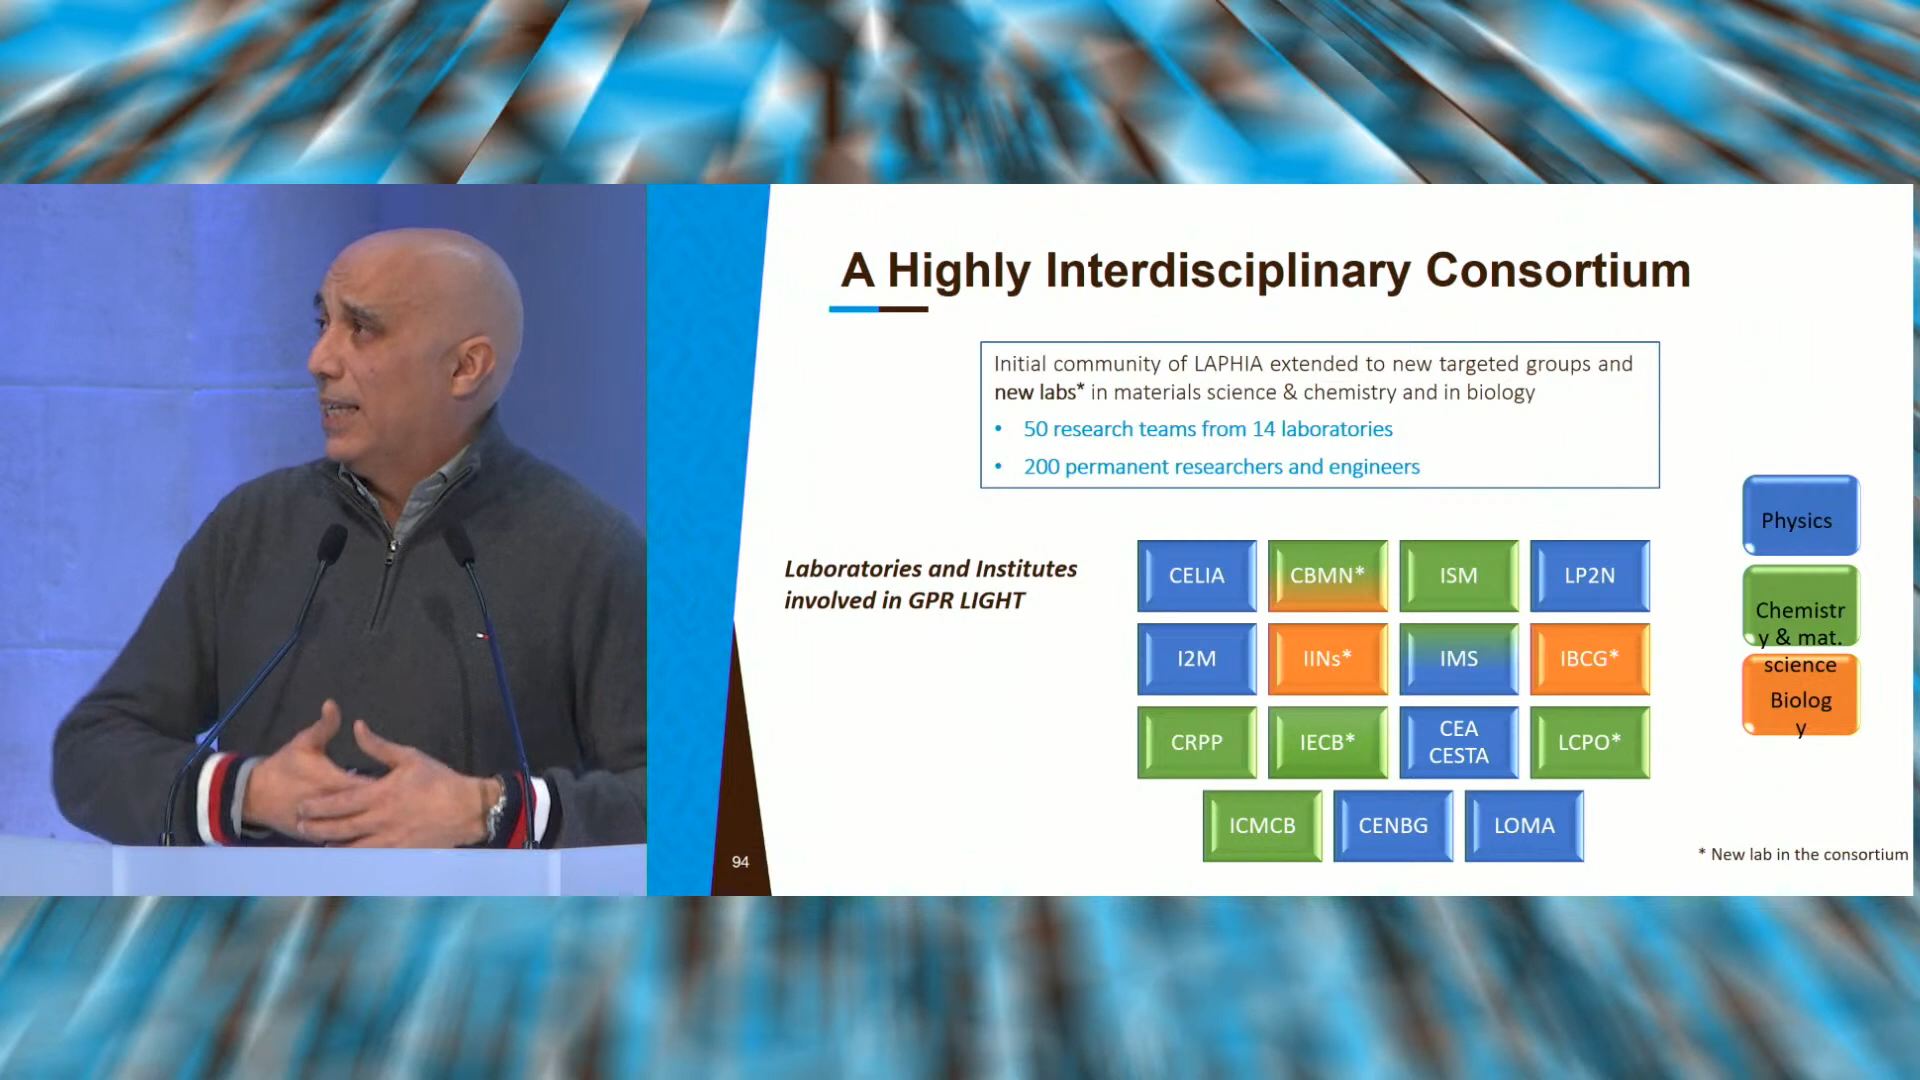 A Highly Interdisciplinary Consortium
Initial community of LAPHIA extended to new targeted groups and
new labs* in materials science & chemistry and in biology
• 50 research teams from 14 laboratories
• 200 permanent researchers and engineers
Laboratories and Institutes
involved in GPR LIGHT
CELIA
CBMN*
ISM
LP2N
I2M
IINs*
IMS
IBCG*
CRPP
IECB*
CEA
CESTA
LCPO*
ICMCB
CENBG
LOMA
Physics
Chemistr
y & mat.
science
Biolog
y
* New lab in the consortium
94